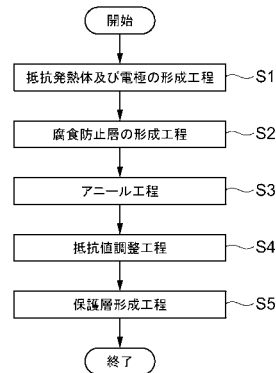 開始
抵抗発熱体及び電極の形成工程 S1
腐食防止層の形成工程 S2
アニール工程 S3
抵抗値調整工程 S4
保護層形成工程 S5
終了